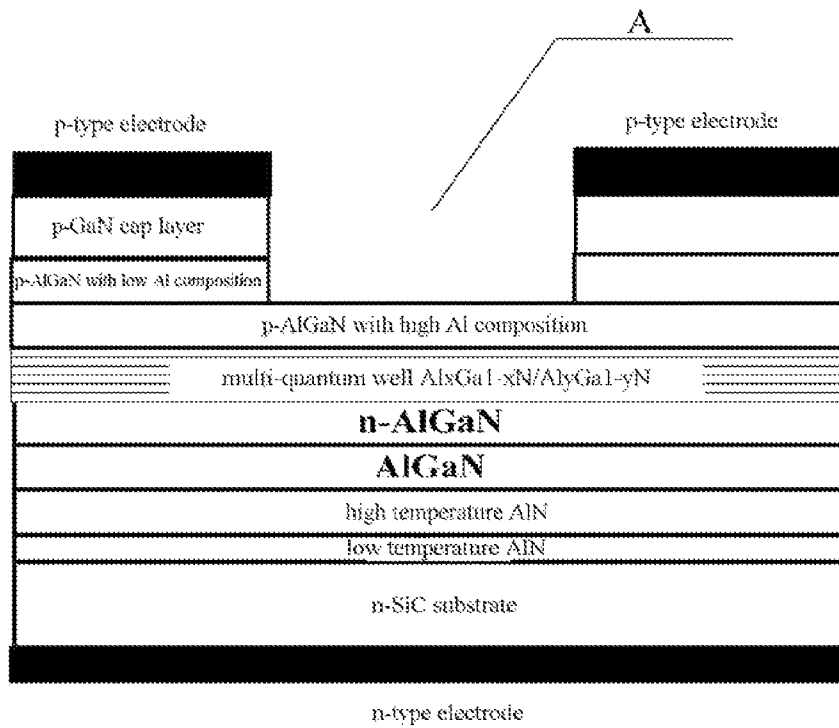 A
p-type electrode
p-type electrode
p-GaN cap layer
p-AlGaN with low Al composition
p-AlGaN with high Al composition
multi-quantum well AlxGa1-xN/AlyGa1-yN
n-AlGaN
AlGaN
high temperature AlN
low temperature AlN
n-SiC substrate
n-type electrode